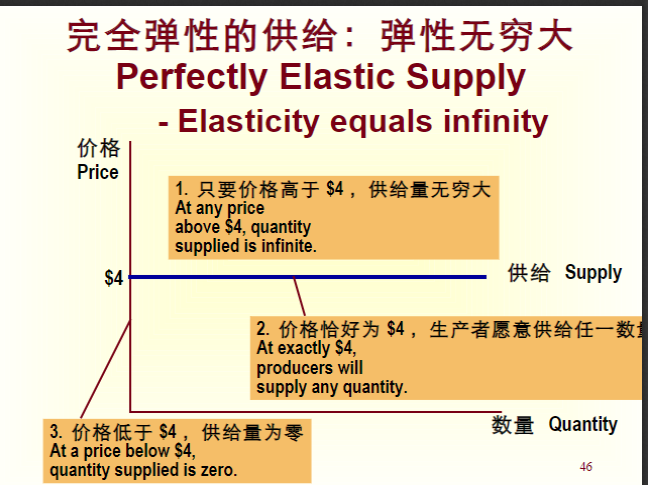 完全弹性的供给：弹性无穷大
Perfectly Elastic Supply
- Elasticity equals infinity
价格
Price
1. 只要价格高于 $4 ，供给量无穷大
At any price
above $4, quantity
supplied is infinite.
$4
供给 Supply
2. 价格恰好为 $4 ，生产者愿意供给任一数
At exactly $4,
producers will
supply any quantity.
数量 Quantity
3. 价格低于 $4 ，供给量为零
At a price below $4,
quantity supplied is zero.
46